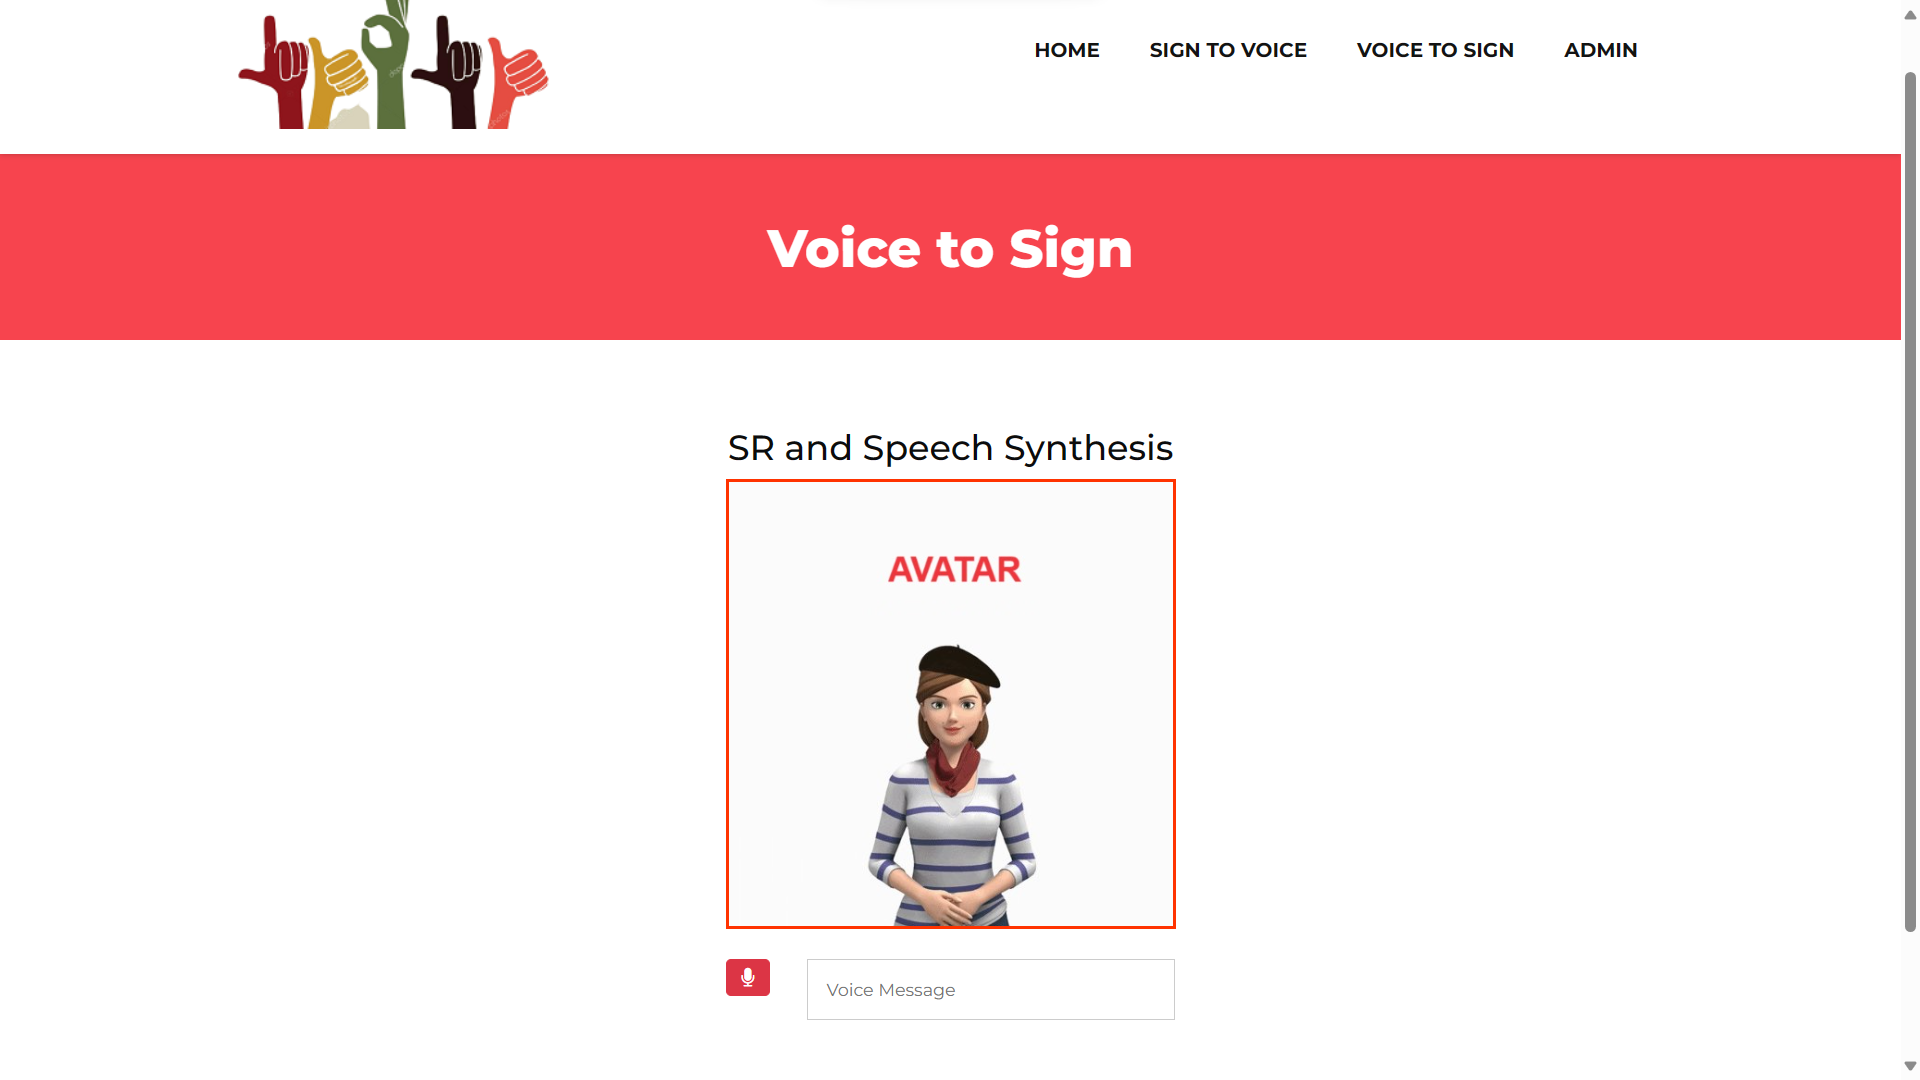 HOME SIGN TO VOICE VOICE TO SIGN ADMIN
Voice to Sign
SR and Speech Synthesis
AVATAR
Voice Message